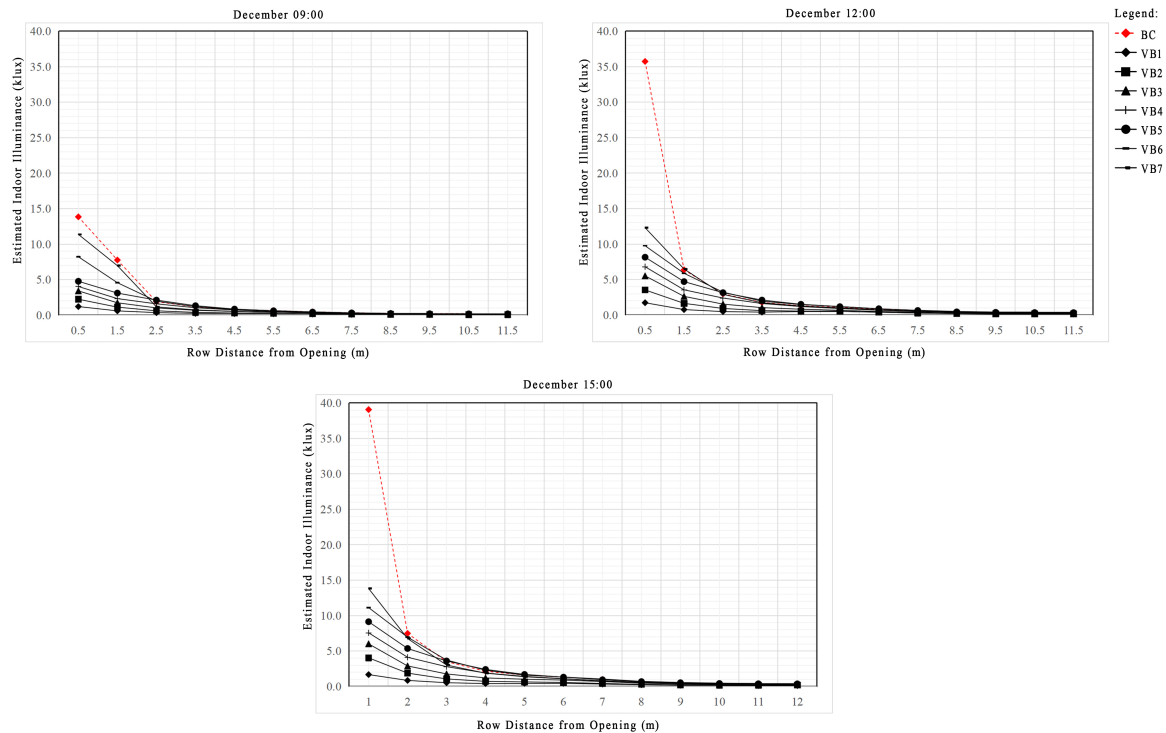 December 09:00
Estimated Indoor Illuminance (klux)
40.0
35.0
30.0
25.0
20.0
15.0
10.0
5.0
0.0
0.5 1.5 2.5 3.5 4.5 5.5 6.5 7.5 8.5 9.5 10.5 11.5
Row Distance from Opening (m)
December 12:00
Estimated Indoor Illuminance (klux)
40.0
35.0
30.0
25.0
20.0
15.0
10.0
5.0
0.0
0.5 1.5 2.5 3.5 4.5 5.5 6.5 7.5 8.5 9.5 10.5 11.5
Row Distance from Opening (m)
Legend:
BC
VB1
VB2
VB3
VB4
VB5
VB6
VB7
December 15:00
Estimated Indoor Illuminance (klux)
40.0
35.0
30.0
25.0
20.0
15.0
10.0
5.0
0.0
1 2 3 4 5 6 7 8 9 10 11 12
Row Distance from Opening (m)